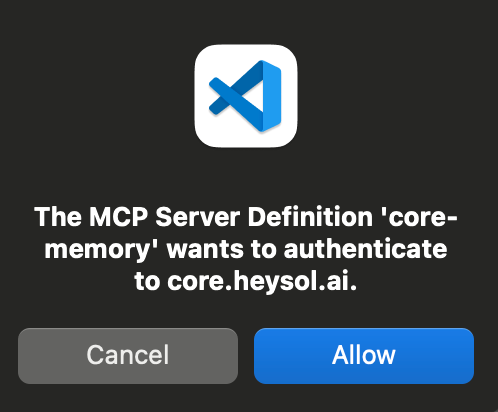 The MCP Server Definition 'core-
memory' wants to authenticate
to core.heysol.ai.
Cancel
Allow